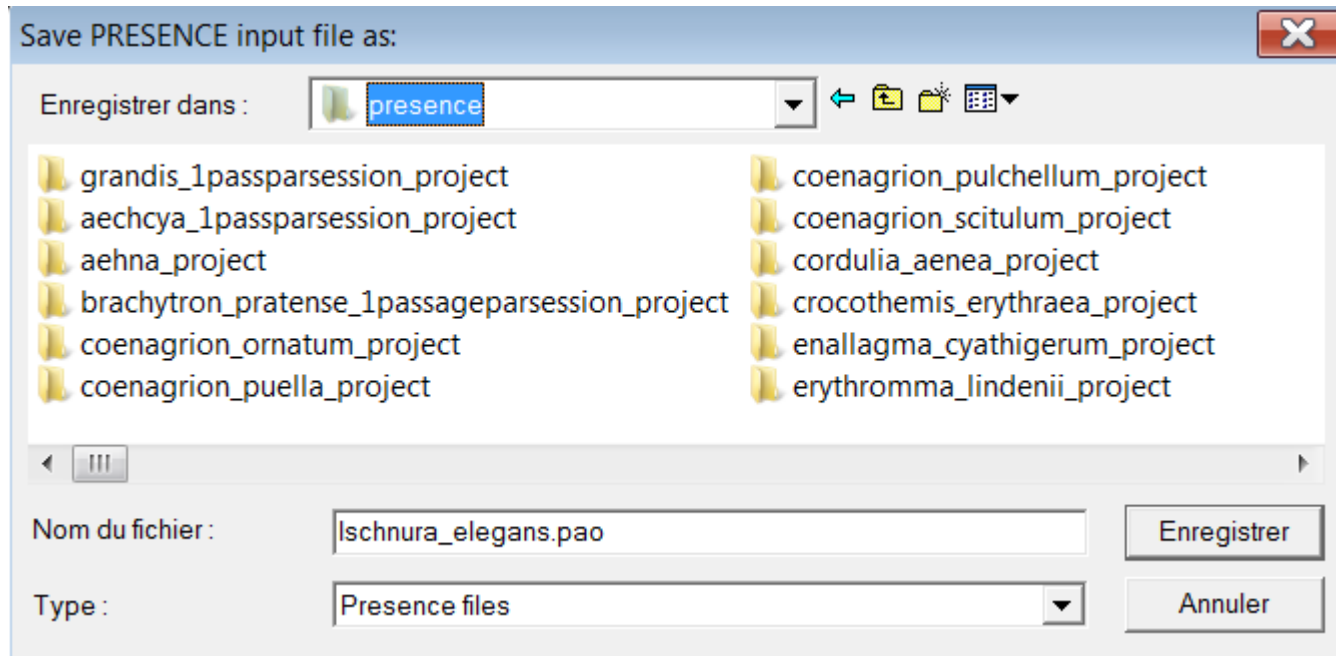 Save PRESENCE input file as:
Enregistrer dans :
presence
grandis_1passparsession_project
aechcya_1passparsession_project
aehna_project
brachytron_pratense_1passageparsession_project
coenagrion_ornatum_project
coenagrion_puella_project
coenagrion_pulchellum_project
coenagrion_scitulum_project
cordulia_aenea_project
crocothemis_erythraea_project
enallagma_cyathigerum_project
erythromma_lindenii_project
Nom du fichier :
Ischnura_elegans.pao
Enregistrer
Type :
Presence files
Annuler